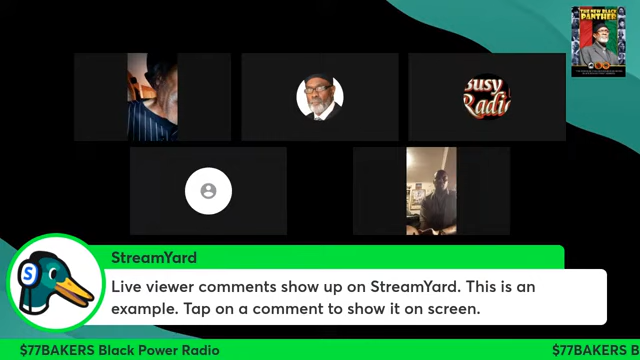 THE NEW BLACK
PANTHER
Busy
Radio
S
StreamYard
Live viewer comments show up on StreamYard. This is an
example. Tap on a comment to show it on screen.
$77BAKERS Black Power Radio
$77BAKERS B